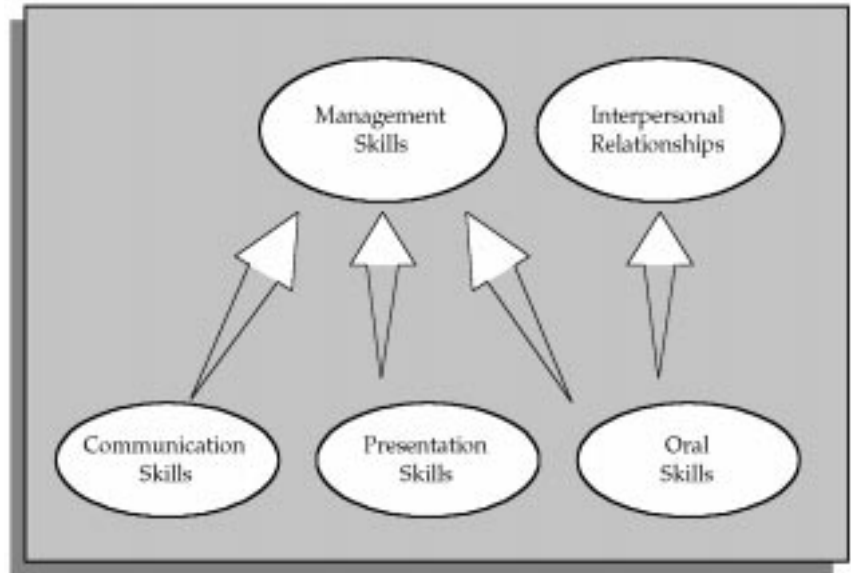 Management
Skills
Interpersonal
Relationships
Communication
Skills
Presentation
Skills
Oral
Skills